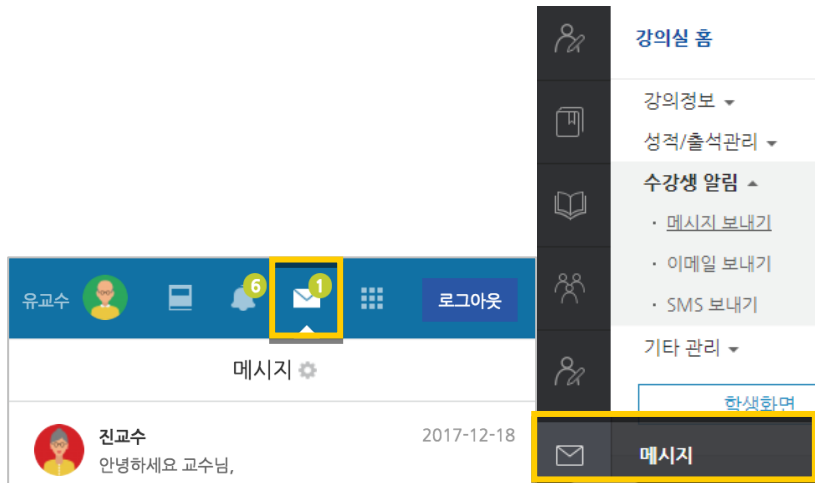 유교수
6
1
로그아웃
메시지
진교수
2017-12-18
안녕하세요 교수님,
강의실 홈
강의정보
성적/출석관리
수강생 알림
· 메시지 보내기
· 이메일 보내기
· SMS 보내기
기타 관리
학생화면
메시지